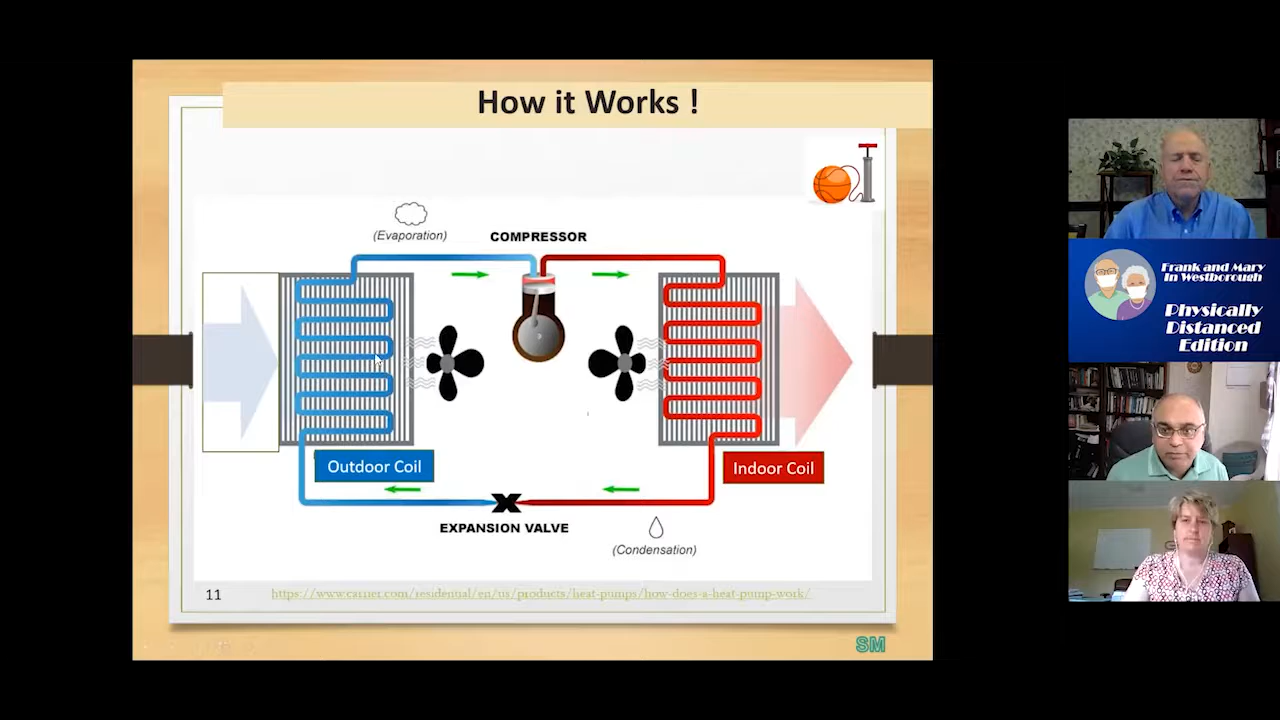 How it Works !
(Evaporation)
COMPRESSOR
Outdoor Coil
Indoor Coil
EXPANSION VALVE
(Condensation)
11
https://www.carrier.com/residential/en/us/products/heat-pumps/how-does-a-heat-pump-work/
SM
Frank and Mary
In Westborough
Physically
Distanced
Edition